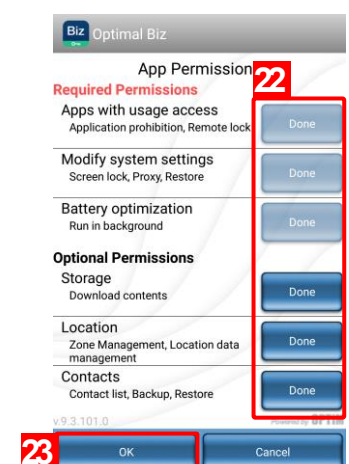 Biz
Optimal Biz
App Permission
22
Required Permissions
Apps with usage access
Application prohibition, Remote lock
Done
Modify system settings
Screen lock, Proxy, Restore
Done
Battery optimization
Run in background
Done
Optional Permissions
Storage
Download contents
Done
Location
Zone Management, Location data
management
Done
Contacts
Contact list, Backup, Restore
Done
v.9.3.101.0
Powered by OPTiM
23
OK
Cancel